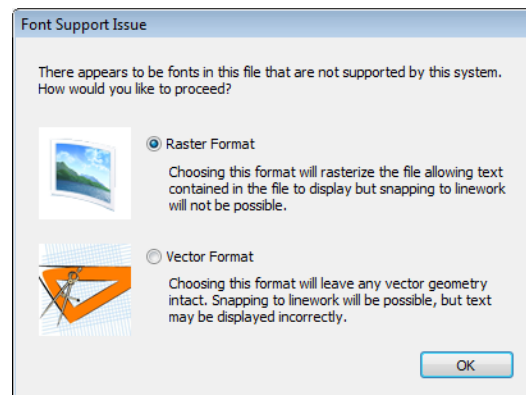 Font Support Issue
There appears to be fonts in this file that are not supported by this system.
How would you like to proceed?
Raster Format
Choosing this format will rasterize the file allowing text
contained in the file to display but snapping to linework
will not be possible.
Vector Format
Choosing this format will leave any vector geometry
intact. Snapping to linework will be possible, but text
may be displayed incorrectly.
OK